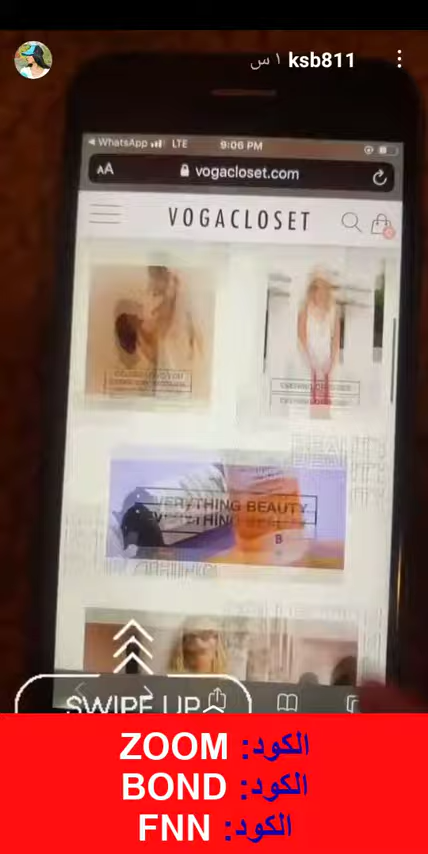 ksb811 ١ س
WhatsApp LTE 9:06 PM
AA vogacloset.com
VOGACLOSET
EVERYTHING BEAUTY
SWIPE UP
الكود: ZOOM
الكود: BOND
الكود: FNN